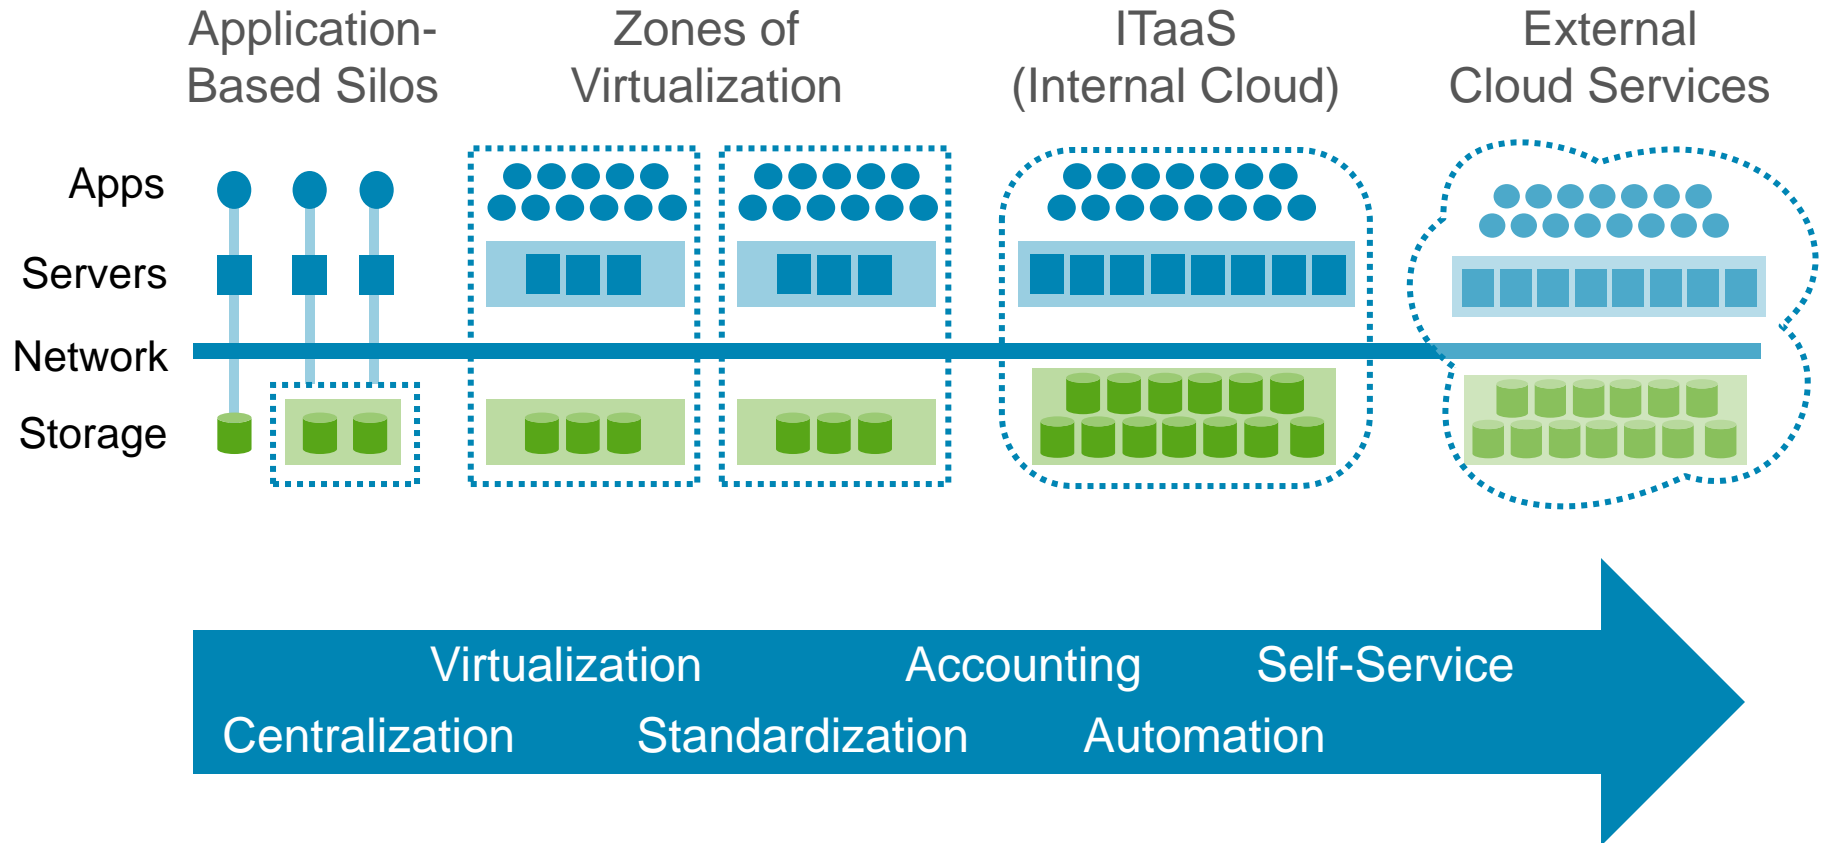 Application-
Based Silos
Zones of
Virtualization
ITaaS
(Internal Cloud)
External
Cloud Services
Apps
Servers
Network
Storage
Virtualization
Accounting
Self-Service
Centralization
Standardization
Automation